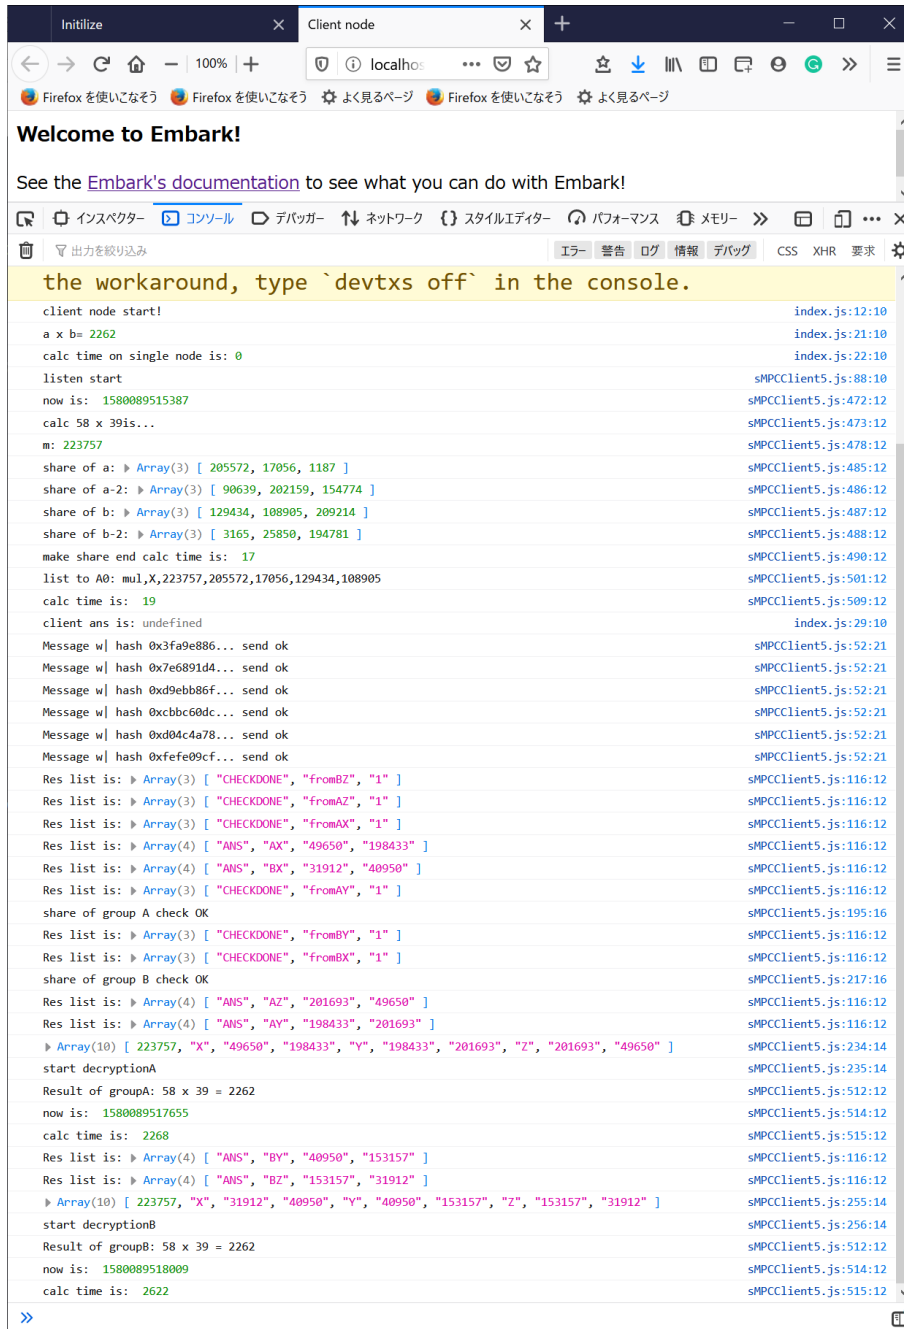 Initilize
Client node
100%
localhos
Firefox を使いこなそう Firefox を使いこなそう よく見るページ Firefox を使いこなそう よく見るページ
Welcome to Embark!
See the Embark's documentation to see what you can do with Embark!
インスペクター コンソール デバッガー ネットワーク スタイルエディター パフォーマンス メモリー
出力を絞り込み エラー 警告 ログ 情報 デバッグ CSS XHR 要求
the workaround, type `devtxs off` in the console.
client node start! index.js:12:10
a x b= 2262 index.js:21:10
calc time on single node is: 0 index.js:22:10
listen start sMPCClient5.js:88:10
now is: 1580089515387 sMPCClient5.js:472:12
calc 58 x 39is... sMPCClient5.js:473:12
m: 223757 sMPCClient5.js:478:12
share of a: Array(3) [ 205572, 17056, 1187 ] sMPCClient5.js:485:12
share of a-2: Array(3) [ 90639, 202159, 154774 ] sMPCClient5.js:486:12
share of b: Array(3) [ 129434, 108905, 209214 ] sMPCClient5.js:487:12
share of b-2: Array(3) [ 3165, 25850, 194781 ] sMPCClient5.js:488:12
make share end calc time is: 17 sMPCClient5.js:490:12
list to A0: mul,X,223757,205572,17056,129434,108905 sMPCClient5.js:501:12
calc time is: 19 sMPCClient5.js:509:12
client ans is: undefined index.js:29:10
Message w| hash 0x3fa9e886... send ok sMPCClient5.js:52:21
Message w| hash 0x7e6891d4... send ok sMPCClient5.js:52:21
Message w| hash 0xd9ebb86f... send ok sMPCClient5.js:52:21
Message w| hash 0xcbbc60dc... send ok sMPCClient5.js:52:21
Message w| hash 0xd04c4a78... send ok sMPCClient5.js:52:21
Message w| hash 0xfefe09cf... send ok sMPCClient5.js:52:21
Res list is: Array(3) [ "CHECKDONE", "fromBZ", "1" ] sMPCClient5.js:116:12
Res list is: Array(3) [ "CHECKDONE", "fromAZ", "1" ] sMPCClient5.js:116:12
Res list is: Array(3) [ "CHECKDONE", "fromAX", "1" ] sMPCClient5.js:116:12
Res list is: Array(4) [ "ANS", "AX", "49650", "198433" ] sMPCClient5.js:116:12
Res list is: Array(4) [ "ANS", "BX", "31912", "40950" ] sMPCClient5.js:116:12
Res list is: Array(3) [ "CHECKDONE", "fromAY", "1" ] sMPCClient5.js:116:12
share of group A check OK sMPCClient5.js:195:16
Res list is: Array(3) [ "CHECKDONE", "fromBY", "1" ] sMPCClient5.js:116:12
Res list is: Array(3) [ "CHECKDONE", "fromBX", "1" ] sMPCClient5.js:116:12
share of group B check OK sMPCClient5.js:217:16
Res list is: Array(4) [ "ANS", "AZ", "201693", "49650" ] sMPCClient5.js:116:12
Res list is: Array(4) [ "ANS", "AY", "198433", "201693" ] sMPCClient5.js:116:12
Array(10) [ 223757, "X", "49650", "198433", "Y", "198433", "201693", "Z", "201693", "49650" ] sMPCClient5.js:234:14
start decryptionA sMPCClient5.js:235:14
Result of groupA: 58 x 39 = 2262 sMPCClient5.js:512:12
now is: 1580089517655 sMPCClient5.js:514:12
calc time is: 2268 sMPCClient5.js:515:12
Res list is: Array(4) [ "ANS", "BY", "40950", "153157" ] sMPCClient5.js:116:12
Res list is: Array(4) [ "ANS", "BZ", "153157", "31912" ] sMPCClient5.js:116:12
Array(10) [ 223757, "X", "31912", "40950", "Y", "40950", "153157", "Z", "153157", "31912" ] sMPCClient5.js:255:14
start decryptionB sMPCClient5.js:256:14
Result of groupB: 58 x 39 = 2262 sMPCClient5.js:512:12
now is: 1580089518009 sMPCClient5.js:514:12
calc time is: 2622 sMPCClient5.js:515:12